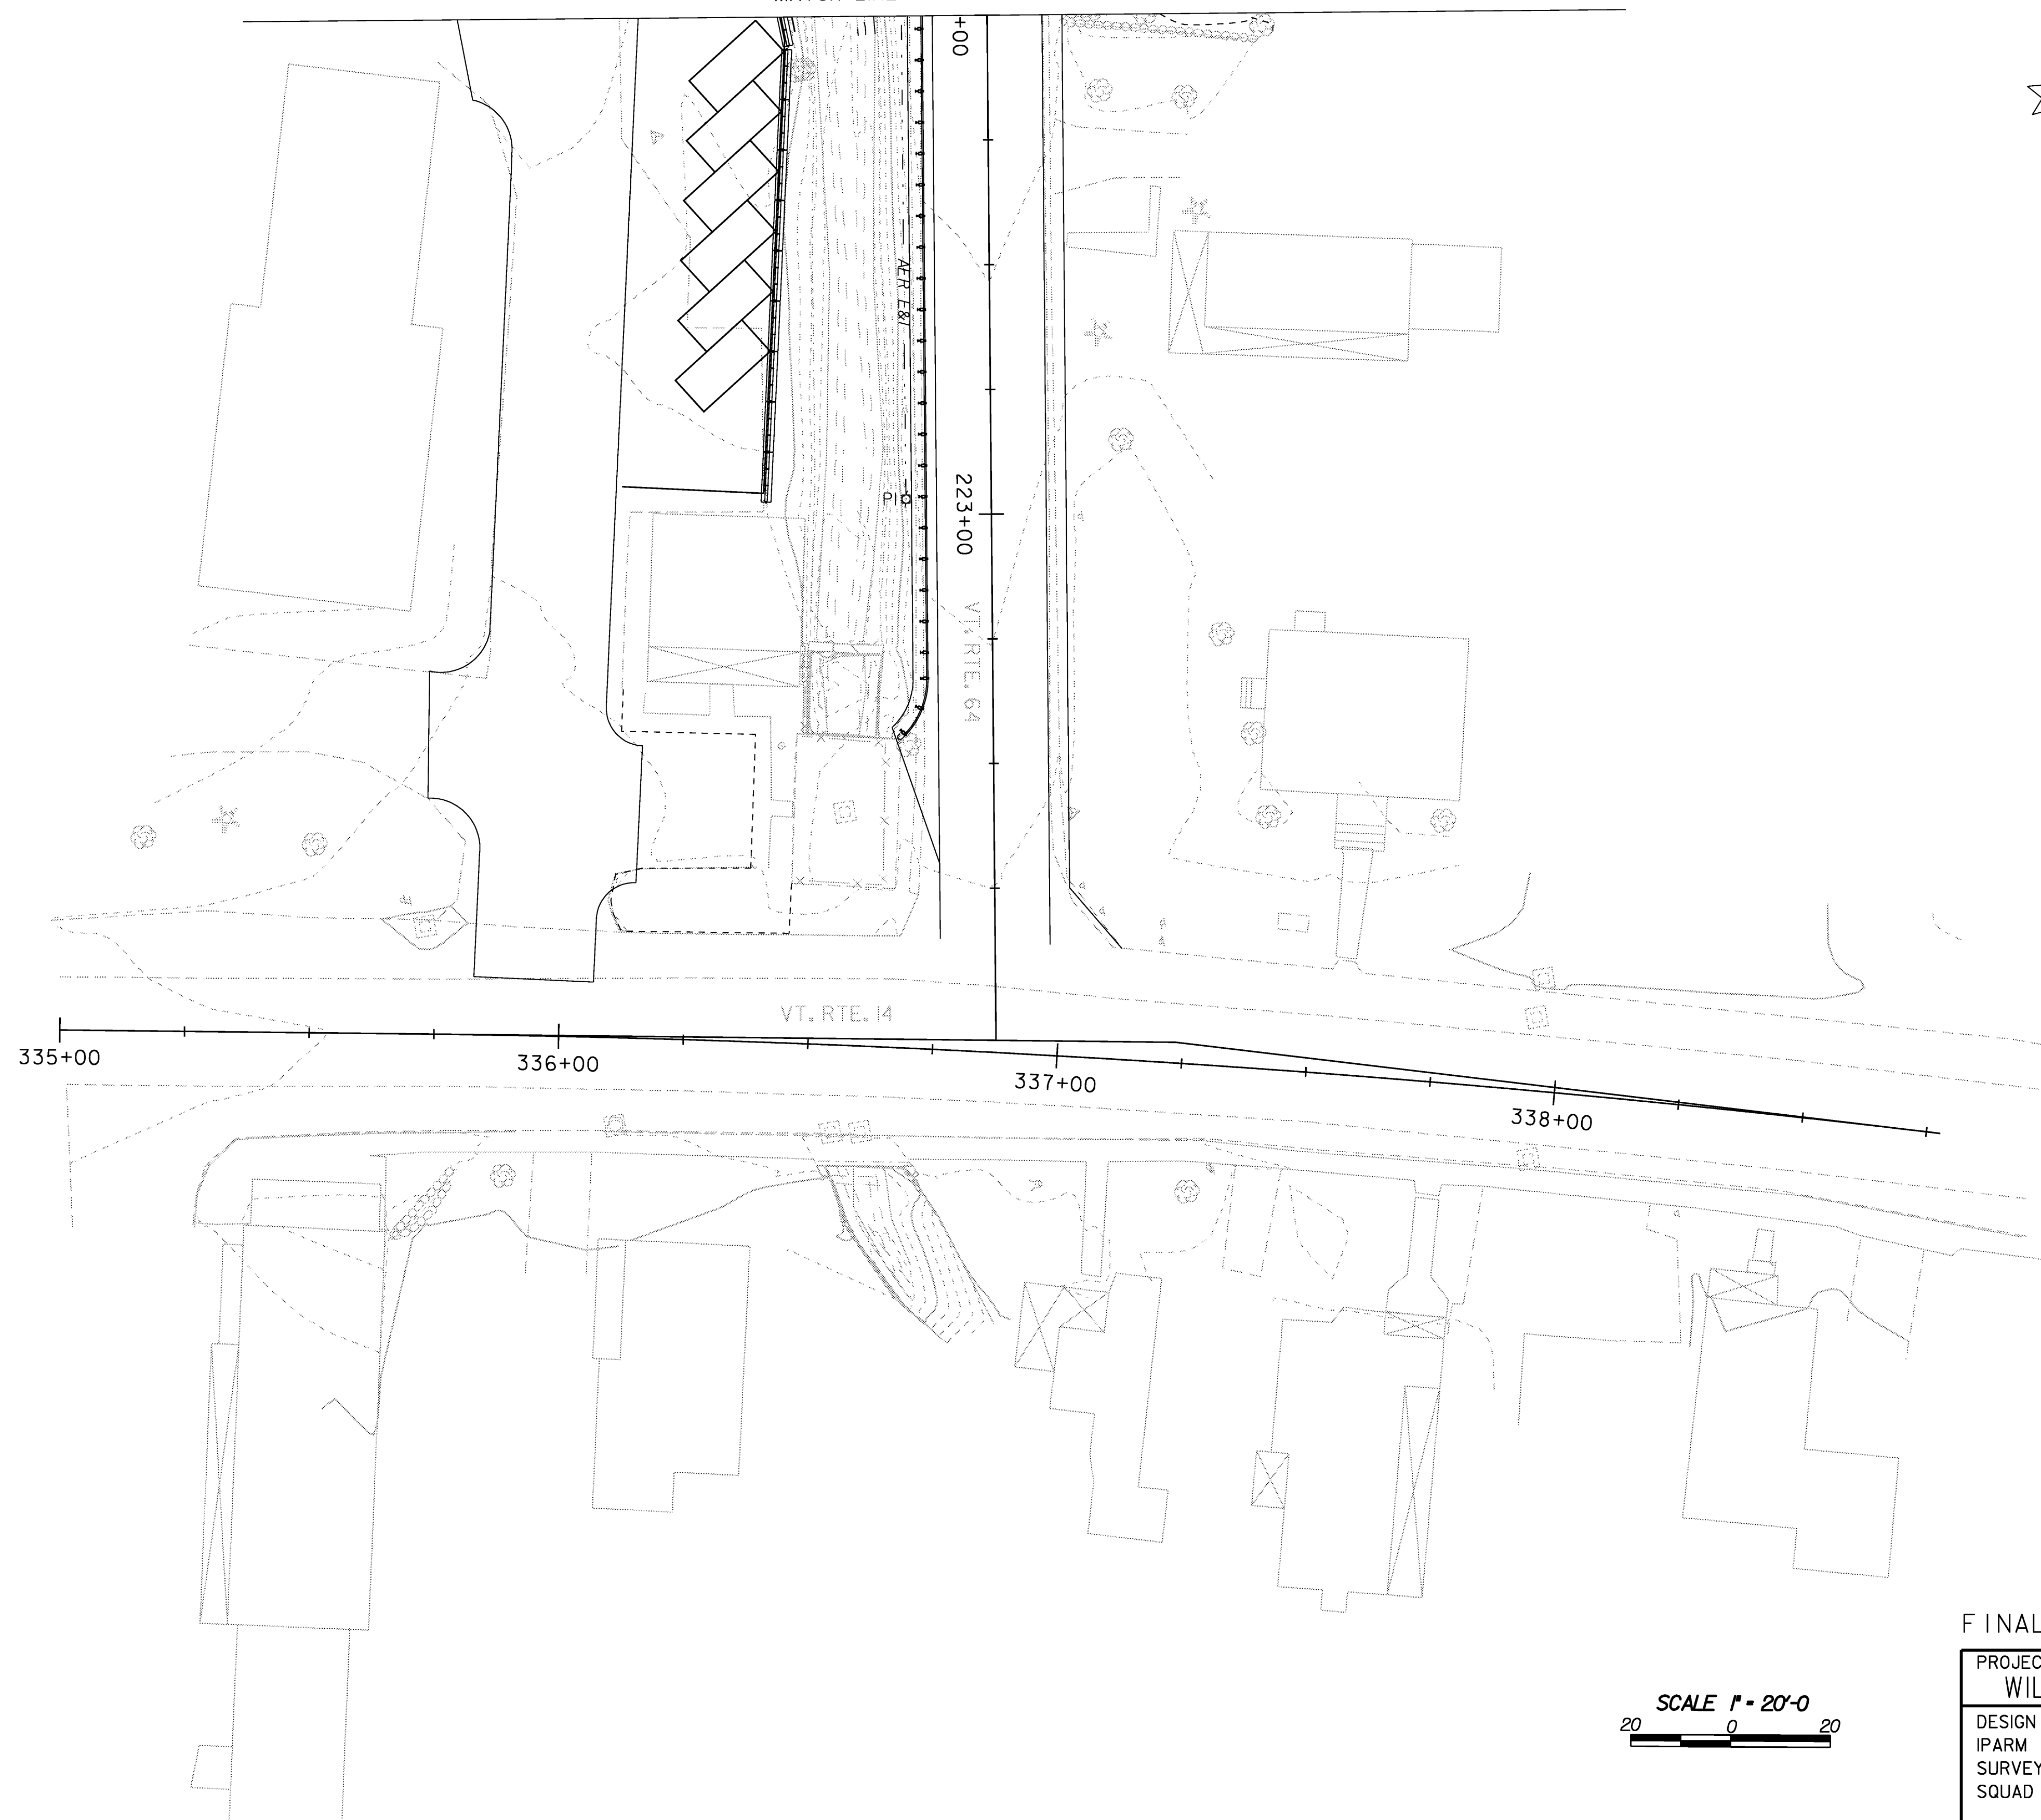 +00
AER E&T
PI
223+00
VT. RTE. 64
VT. RTE. 14
335+00
336+00
337+00
338+00
FINAL
SCALE 1" = 20'-0
20 0 20
PROJEC
WIL
DESIGN
IPARM
SURVEY
SQUAD